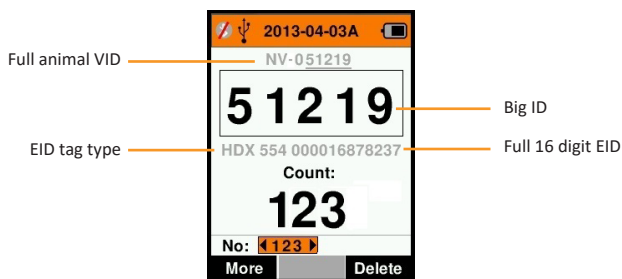 2013-04-03A
Full animal VID
NV-051219
51219
Big ID
EID tag type
HDX 554 000016878237
Full 16 digit EID
Count:
123
No: 123
More Delete